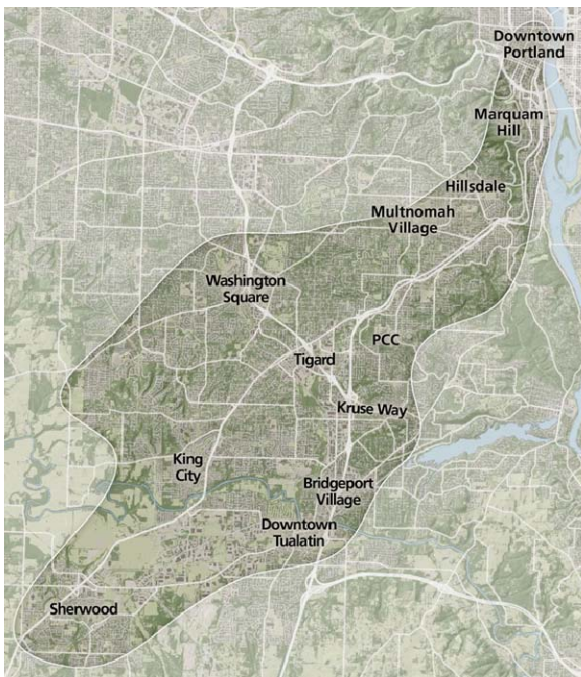 Downtown
Portland
Marquam
Hill
Hillsdale
Multnomah
Village
Washington
Square
PCC
Tigard
Kruse Way
King
City
Bridgeport
Village
Downtown
Tualatin
Sherwood